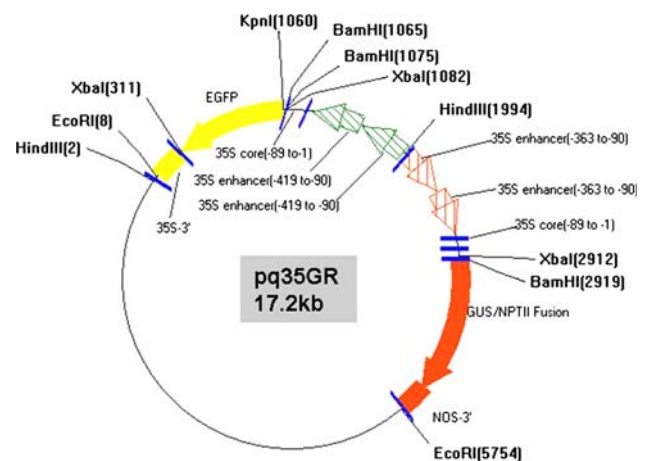 KpnI(1060)
BamHI(1065)
BamHI(1075)
XbaI(1082)
XbaI(311)
EGFP
EcoRI(8)
HindIII(2)
HindIII(1994)
35S enhancer(-363 to-90)
35S core(-89 to-1)
35S enhancer(-419 to-90)
35S enhancer(-419 to -90)
35S-3'
35S enhancer(-363 to -90)
35S core(-89 to -1)
XbaI(2912)
BamHI(2919)
pq35GR
17.2kb
GUS/NPTII Fusion
NOS-3'
EcoRI(5754)